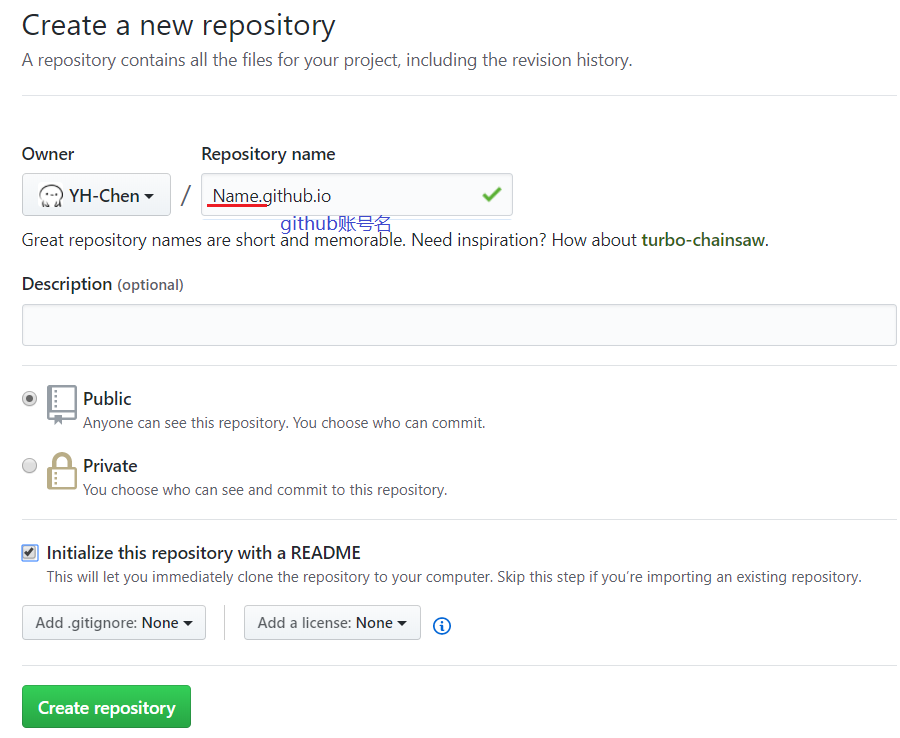 Create a new repository
A repository contains all the files for your project, including the revision history.
Owner
Repository name
YH-Chen
/
Name.github.io
github账号名
Great repository names are short and memorable. Need inspiration? How about turbo-chainsaw.
Description (optional)
Public
Anyone can see this repository. You choose who can commit.
Private
You choose who can see and commit to this repository.
Initialize this repository with a README
This will let you immediately clone the repository to your computer. Skip this step if you’re importing an existing repository.
Add .gitignore: None
Add a license: None
Create repository